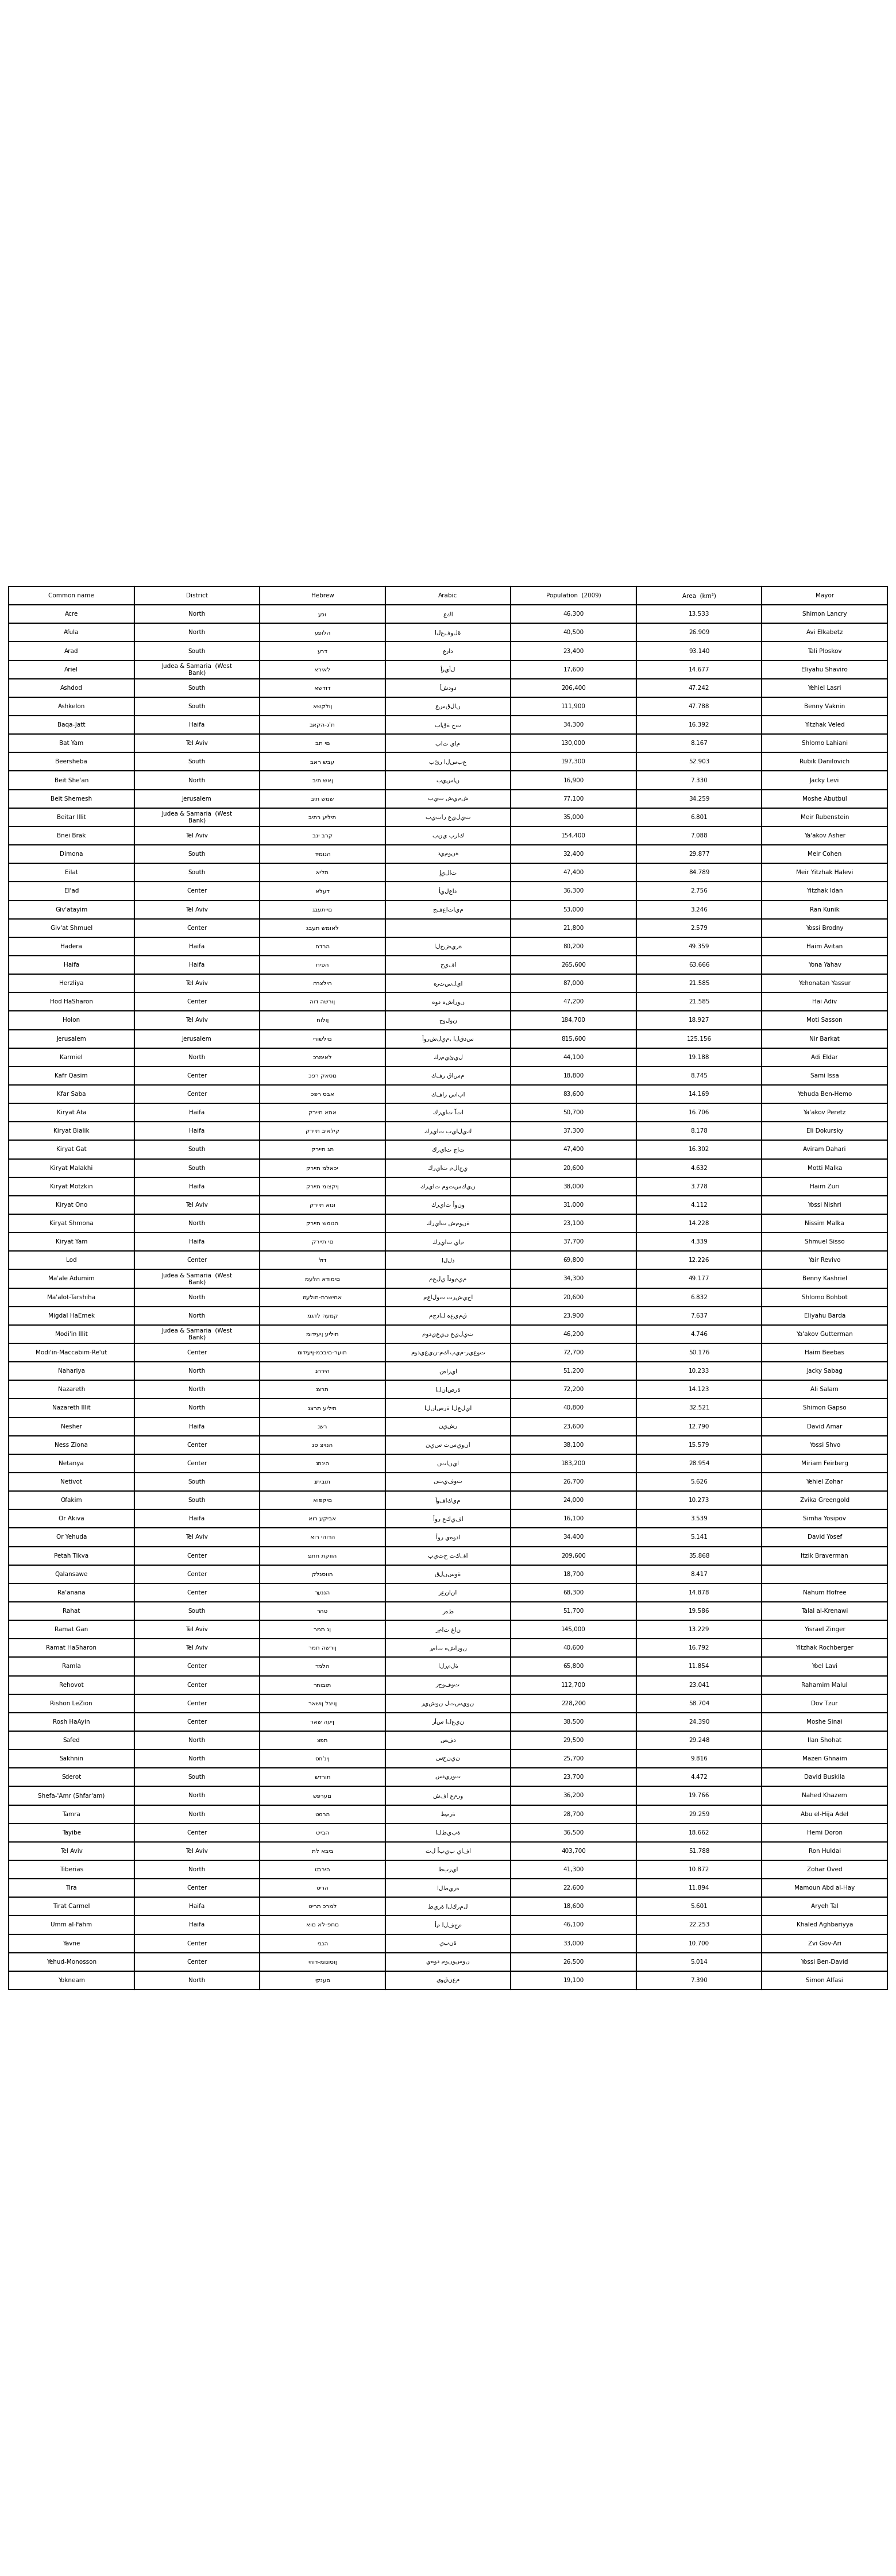 Common name District Hebrew Arabic Population (2009) Area (km²) Mayor
Acre North עכו عكا 46,300 13.533 Shimon Lancry
Afula North עפולה العفولة 40,500 26.909 Avi Elkabetz
Arad South ערד عراد 23,400 93.140 Tali Ploskov
Ariel Judea & Samaria (West Bank) אריאל أريأل 17,600 14.677 Eliyahu Shaviro
Ashdod South אשדוד أشدود 206,400 47.242 Yehiel Lasri
Ashkelon South אשקלון عسقلان 111,900 47.788 Benny Vaknin
Baqa-Jatt Haifa באקה-ג'ת باقة جت 34,300 16.392 Yitzhak Veled
Bat Yam Tel Aviv בת ים بات يام 130,000 8.167 Shlomo Lahiani
Beersheba South באר שבע بئر السبع 197,300 52.903 Rubik Danilovich
Beit She'an North בית שאן بيسان 16,900 7.330 Jacky Levi
Beit Shemesh Jerusalem בית שמש بيت شيمش 77,100 34.259 Moshe Abutbul
Beitar Illit Judea & Samaria (West Bank) ביתר עילית بيتار عيليت 35,000 6.801 Meir Rubenstein
Bnei Brak Tel Aviv בני ברק بني براك 154,400 7.088 Ya'akov Asher
Dimona South דימונה ديمونة 32,400 29.877 Meir Cohen
Eilat South אילת إيلات 47,400 84.789 Meir Yitzhak Halevi
El'ad Center אלעד أيلعاد 36,300 2.756 Yitzhak Idan
Giv'atayim Tel Aviv גבעתיים جفعاتايم 53,000 3.246 Ran Kunik
Giv'at Shmuel Center גבעת שמואל 21,800 2.579 Yossi Brodny
Hadera Haifa חדרה الخضيرة 80,200 49.359 Haim Avitan
Haifa Haifa חיפה حيفا 265,600 63.666 Yona Yahav
Herzliya Tel Aviv הרצליה هرتسليا 87,000 21.585 Yehonatan Yassur
Hod HaSharon Center הוד השרון هود هشارون 47,200 21.585 Hai Adiv
Holon Tel Aviv חולון حولون 184,700 18.927 Moti Sasson
Jerusalem Jerusalem ירושלים أورشليم، القدس 815,600 125.156 Nir Barkat
Karmiel North כרמיאל كرميئيل 44,100 19.188 Adi Eldar
Kafr Qasim Center כפר קאסם كفر قاسم 18,800 8.745 Sami Issa
Kfar Saba Center כפר סבא كفار سابا 83,600 14.169 Yehuda Ben-Hemo
Kiryat Ata Haifa קריית אתא كريات آتا 50,700 16.706 Ya'akov Peretz
Kiryat Bialik Haifa קריית ביאליק كريات بياليك 37,300 8.178 Eli Dokursky
Kiryat Gat South קריית גת كريات جات 47,400 16.302 Aviram Dahari
Kiryat Malakhi South קריית מלאכי كريات ملاخي 20,600 4.632 Motti Malka
Kiryat Motzkin Haifa קריית מוצקין كريات موتسكين 38,000 3.778 Haim Zuri
Kiryat Ono Tel Aviv קריית אונו كريات أونو 31,000 4.112 Yossi Nishri
Kiryat Shmona North קריית שמונה كريات شمونة 23,100 14.228 Nissim Malka
Kiryat Yam Haifa קריית ים كريات يام 37,700 4.339 Shmuel Sisso
Lod Center לוד اللد 69,800 12.226 Yair Revivo
Ma'ale Adumim Judea & Samaria (West Bank) מעלה אדומים معلي أدوميم 34,300 49.177 Benny Kashriel
Ma'alot-Tarshiha North מעלות-תרשיחא معالوت ترشيحا 20,600 6.832 Shlomo Bohbot
Migdal HaEmek North מגדל העמק مجدال هعيمق 23,900 7.637 Eliyahu Barda
Modi'in Illit Judea & Samaria (West Bank) מודיעין עילית موديعين عيليت 46,200 4.746 Ya'akov Gutterman
Modi'in-Maccabim-Re'ut Center מודיעין-מכבים-רעות موديعين-مكابيم-ريعوت 72,700 50.176 Haim Beebas
Nahariya North נהריה نهاريا 51,200 10.233 Jacky Sabag
Nazareth North נצרת الناصرة 72,200 14.123 Ali Salam
Nazareth Illit North נצרת עילית الناصرة العليا 40,800 32.521 Shimon Gapso
Nesher Haifa נשר نيشر 23,600 12.790 David Amar
Ness Ziona Center נס ציונה نيس تسيونا 38,100 15.579 Yossi Shvo
Netanya Center נתניה نتانيا 183,200 28.954 Miriam Feirberg
Netivot South נתיבות نتيفوت 26,700 5.626 Yehiel Zohar
Ofakim South אופקים أوفاكيم 24,000 10.273 Zvika Greengold
Or Akiva Haifa אור עקיבא أور عكيفا 16,100 3.539 Simha Yosipov
Or Yehuda Tel Aviv אור יהודה أور يهودا 34,400 5.141 David Yosef
Petah Tikva Center פתח תקווה بيتح تكفا 209,600 35.868 Itzik Braverman
Qalansawe Center קלנסווה قلنسوة 18,700 8.417
Ra'anana Center רעננה رعنانا 68,300 14.878 Nahum Hofree
Rahat South רהט رهط 51,700 19.586 Talal al-Krenawi
Ramat Gan Tel Aviv רמת גן رمات غان 145,000 13.229 Yisrael Zinger
Ramat HaSharon Tel Aviv רמת השרון رمات هشارون 40,600 16.792 Yitzhak Rochberger
Ramla Center רמלה الرملة 65,800 11.854 Yoel Lavi
Rehovot Center רחובות رحوفوت 112,700 23.041 Rahamim Malul
Rishon LeZion Center ראשון לציון ريشون لتسيون 228,200 58.704 Dov Tzur
Rosh HaAyin Center ראש העין رأس العين 38,500 24.390 Moshe Sinai
Safed North צפת صفد 29,500 29.248 Ilan Shohat
Sakhnin North סח'נין سخنين 25,700 9.816 Mazen Ghnaim
Sderot South שדרות سديروت 23,700 4.472 David Buskila
Shefa-'Amr (Shfar'am) North שפרעם شفا عمرو 36,200 19.766 Nahed Khazem
Tamra North טמרה طمرة 28,700 29.259 Abu el-Hija Adel
Tayibe Center טייבה الطيبة 36,500 18.662 Hemi Doron
Tel Aviv Tel Aviv תל אביב تل أبيب يافا 403,700 51.788 Ron Huldai
Tiberias North טבריה طبريا 41,300 10.872 Zohar Oved
Tira Center טירה الطيرة 22,600 11.894 Mamoun Abd al-Hay
Tirat Carmel Haifa טירת כרמל طيرة الكرمل 18,600 5.601 Aryeh Tal
Umm al-Fahm Haifa אום אל-פחם أم الفحم 46,100 22.253 Khaled Aghbariyya
Yavne Center יבנה يبنة 33,000 10.700 Zvi Gov-Ari
Yehud-Monosson Center יהוד-מונוסון يهود مونوسون 26,500 5.014 Yossi Ben-David
Yokneam North יקנעם يوقنعم 19,100 7.390 Simon Alfasi